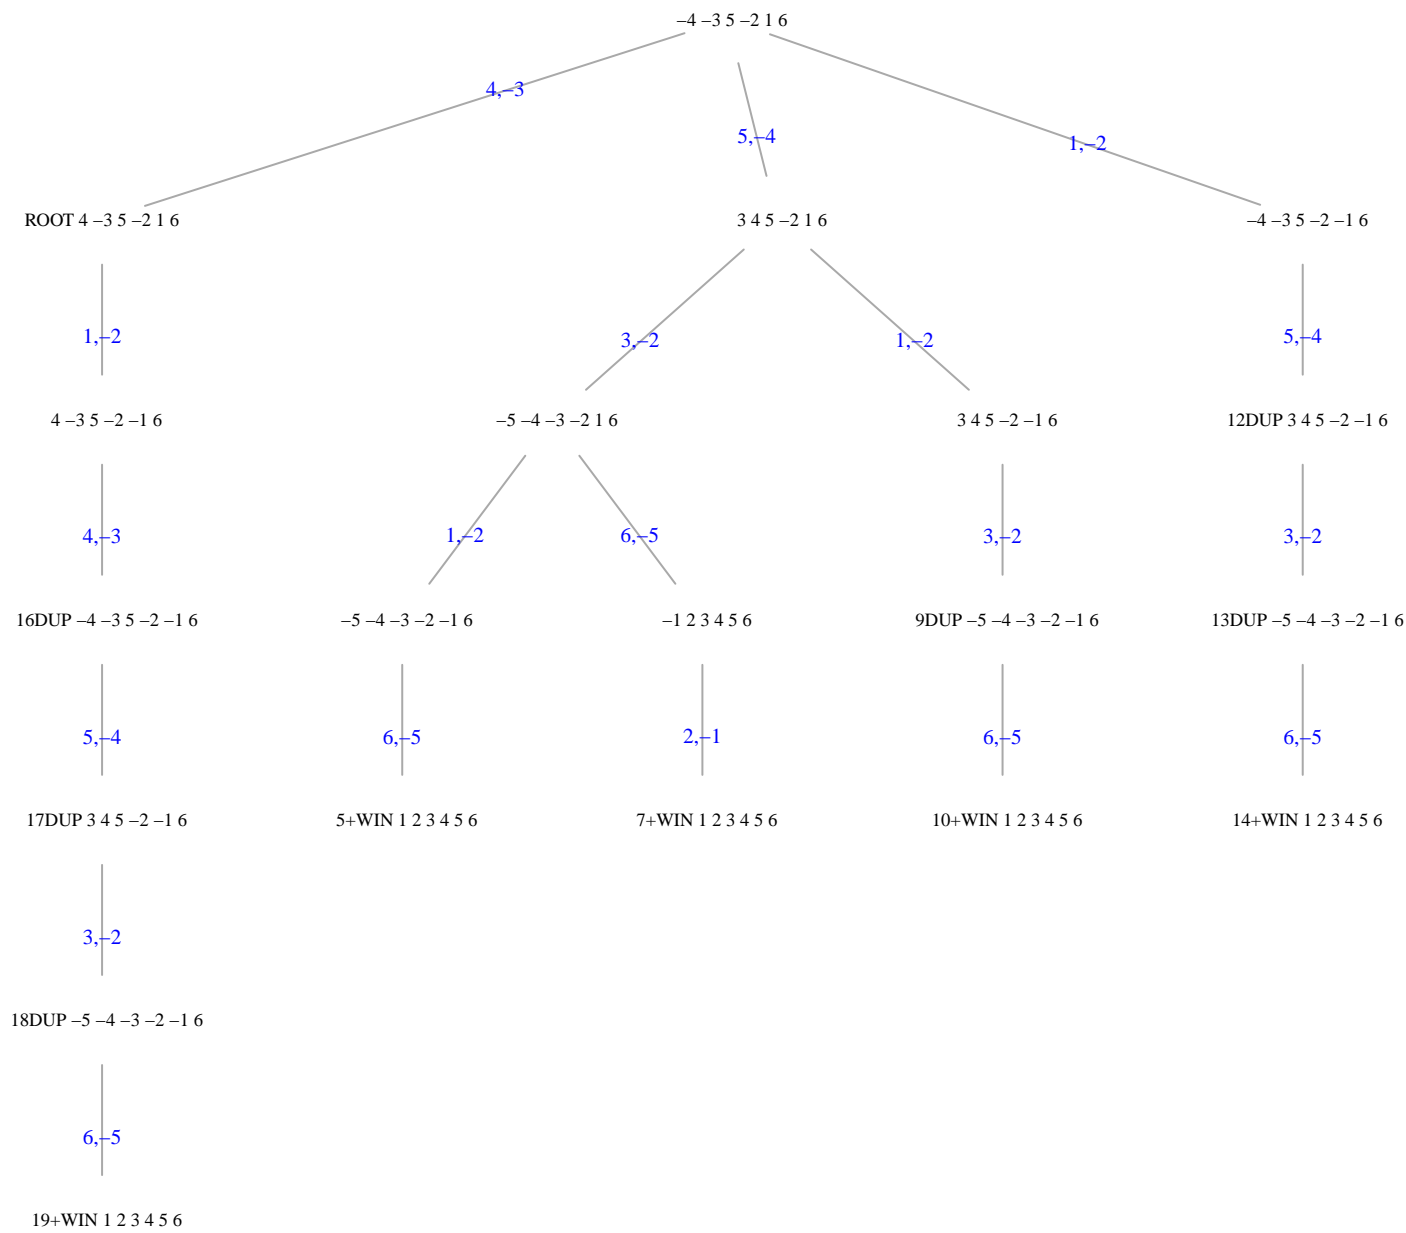 –4 –3 5 –2 1 6
4,–3
5,–4
1,–2
ROOT 4 –3 5 –2 1 6
3 4 5 –2 1 6
–4 –3 5 –2 –1 6
1,–2
3,–2
1,–2
5,–4
4 –3 5 –2 –1 6
–5 –4 –3 –2 1 6
3 4 5 –2 –1 6
12DUP 3 4 5 –2 –1 6
4,–3
1,–2
6,–5
3,–2
3,–2
16DUP –4 –3 5 –2 –1 6
–5 –4 –3 –2 –1 6
–1 2 3 4 5 6
9DUP –5 –4 –3 –2 –1 6
13DUP –5 –4 –3 –2 –1 6
5,–4
6,–5
2,–1
6,–5
6,–5
17DUP 3 4 5 –2 –1 6
5+WIN 1 2 3 4 5 6
7+WIN 1 2 3 4 5 6
10+WIN 1 2 3 4 5 6
14+WIN 1 2 3 4 5 6
3,–2
18DUP –5 –4 –3 –2 –1 6
6,–5
19+WIN 1 2 3 4 5 6